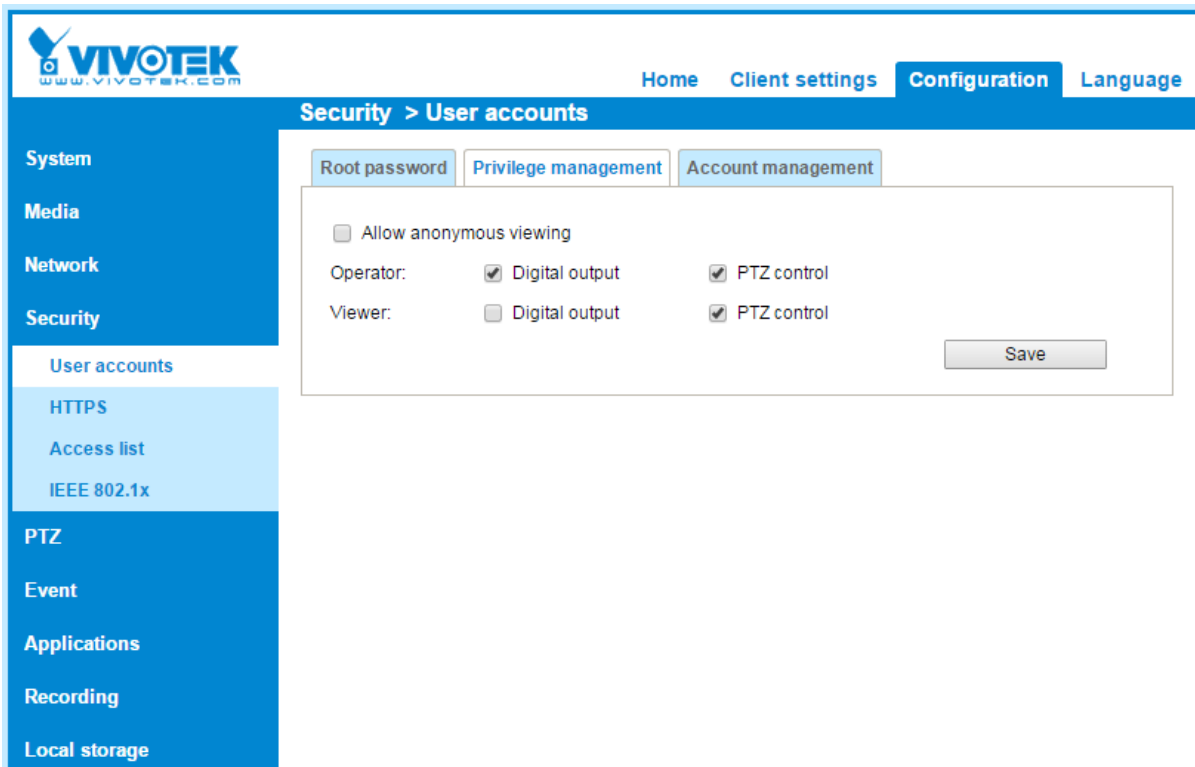 VIVOTEK
www.vivotek.com
Home Client settings Configuration Language
Security > User accounts
System
Media
Network
Security
User accounts
HTTPS
Access list
IEEE 802.1x
PTZ
Event
Applications
Recording
Local storage
Root password Privilege management Account management
Allow anonymous viewing
Operator: Digital output PTZ control
Viewer: Digital output PTZ control
Save